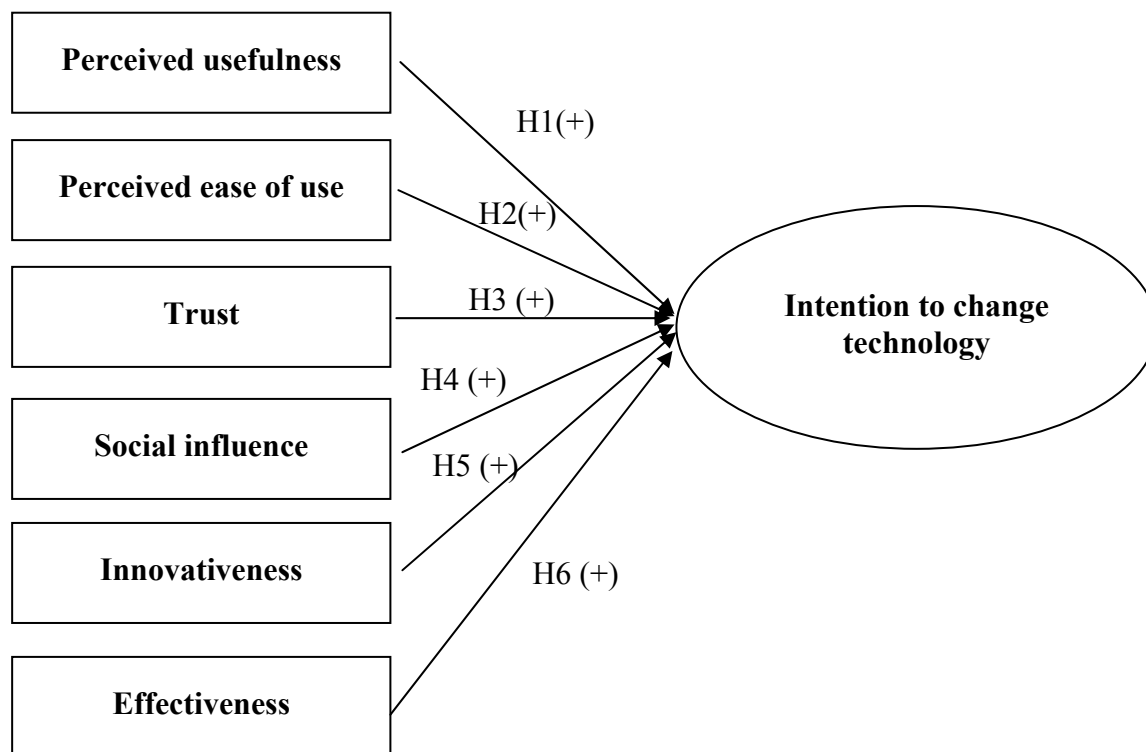 Perceived usefulness
H1(+)
Perceived ease of use
H2(+)
Trust
H3 (+)
Intention to change
technology
H4 (+)
Social influence
H5 (+)
Innovativeness
H6 (+)
Effectiveness